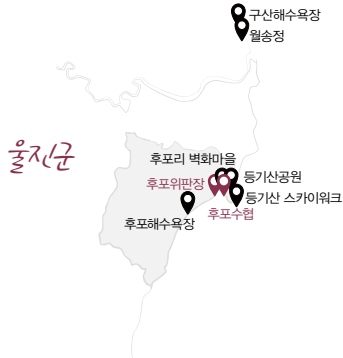 구산해수욕장
월송정
울진군
후포리 벽화마을
후포위판장
등기산공원
등기산 스카이워크
후포수협
후포해수욕장